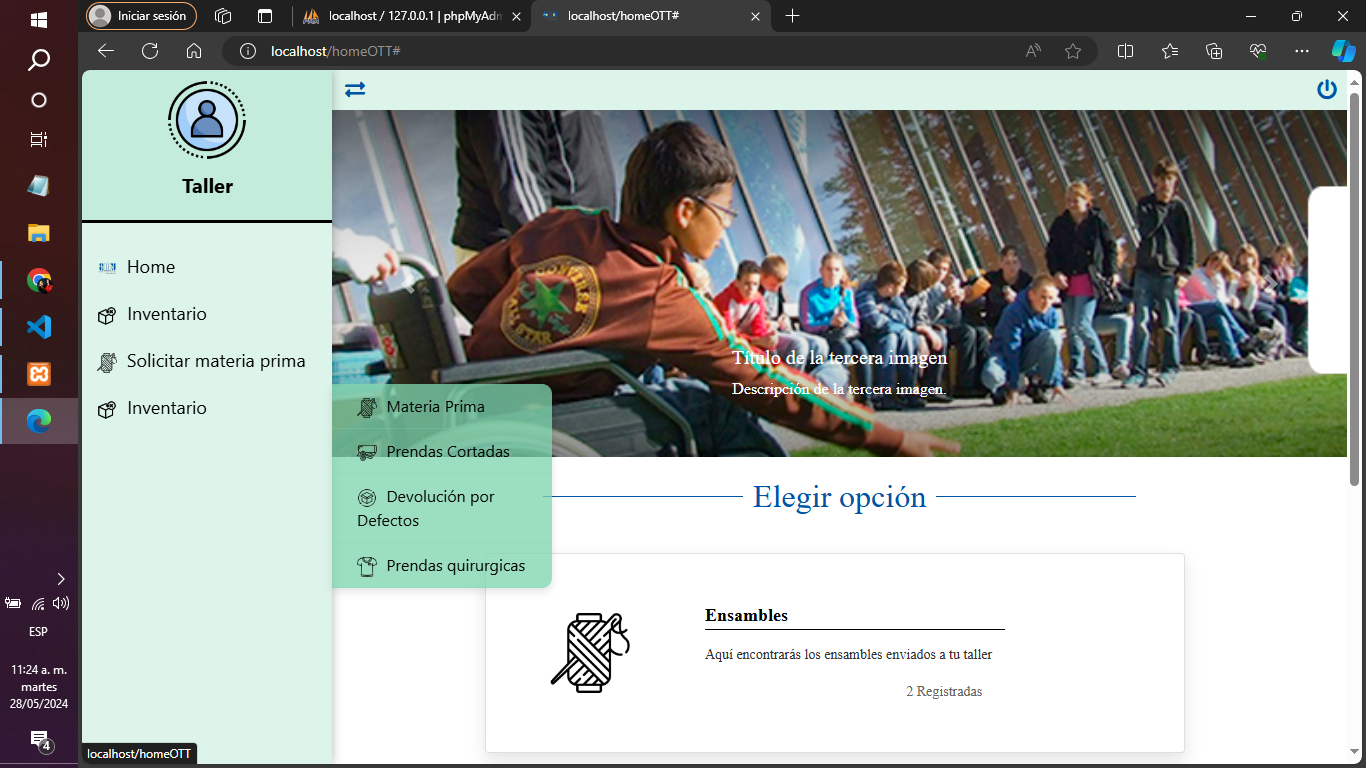 Iniciar sesión
localhost / 127.0.0.1 | phpMyAdm
localhost/homeOTT#
localhost/homeOTT#
Taller
Home
Inventario
Solicitar materia prima
Inventario
Título de la tercera imagen
Descripción de la tercera imagen.
Materia Prima
Prendas Cortadas
Devolución por
Defectos
Prendas quirurgicas
Elegir opción
Ensambles
Aquí encontrarás los ensambles enviados a tu taller
2 Registradas
ESP
11:24 a. m.
martes
28/05/2024
4
localhost/homeOTT